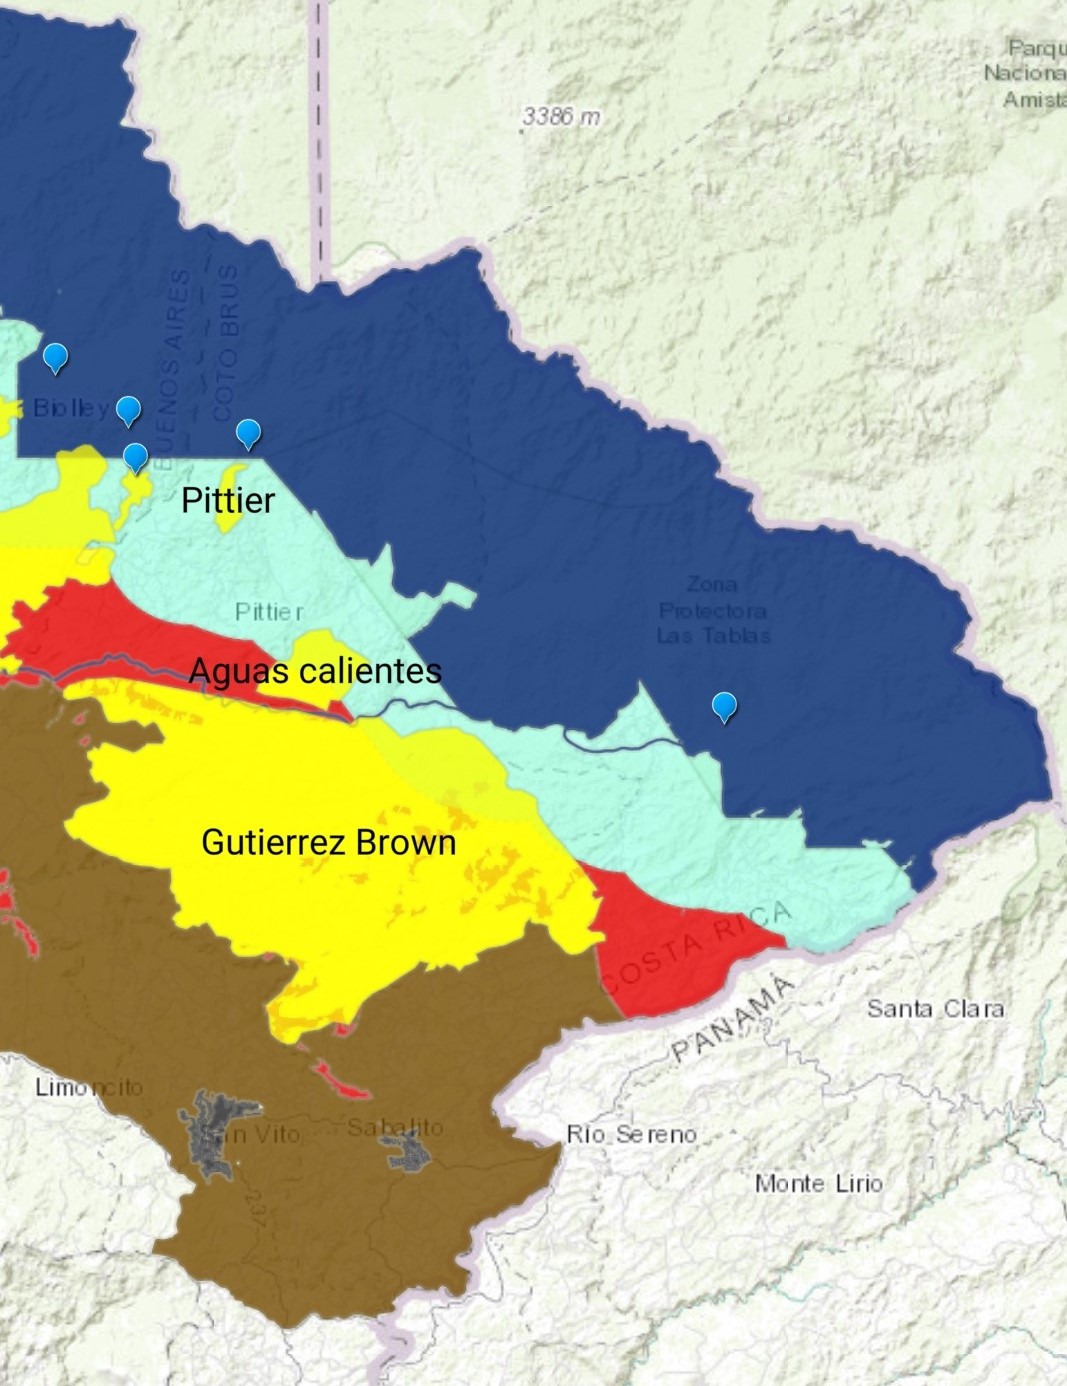 Parqu
Naciona
Amista
3386 m
BUENOS AIRES
COTO BRUS
Biolley
Pittier
Zona
Protectora
Las Tablas
Pittier
Aguas calientes
Gutierrez Brown
COSTA RICA
PANAMÁ
Santa Clara
Limoncito
San Vito
Sabalito
Río Sereno
Monte Lirio
237